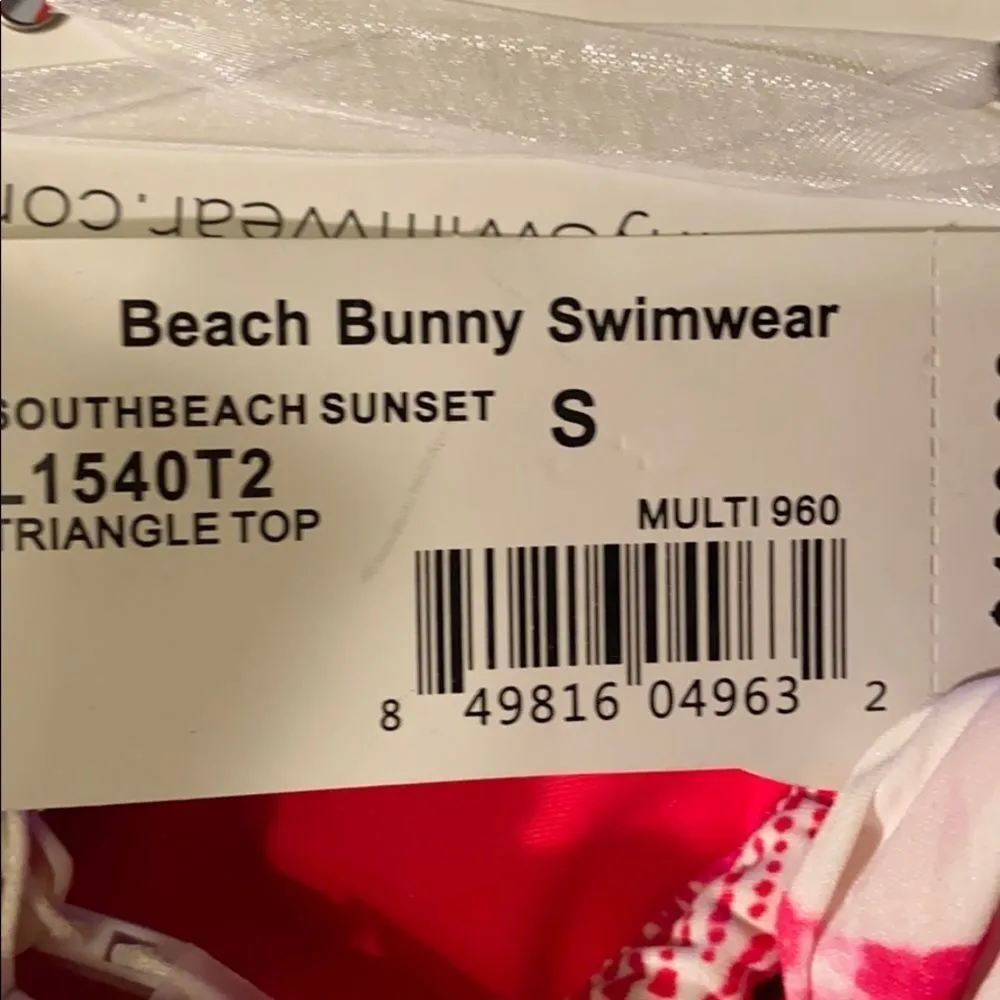 Beach Bunny Swimwear
SOUTHBEACH SUNSET S
L1540T2
TRIANGLE TOP
MULTI 960
8 49816 04963 2